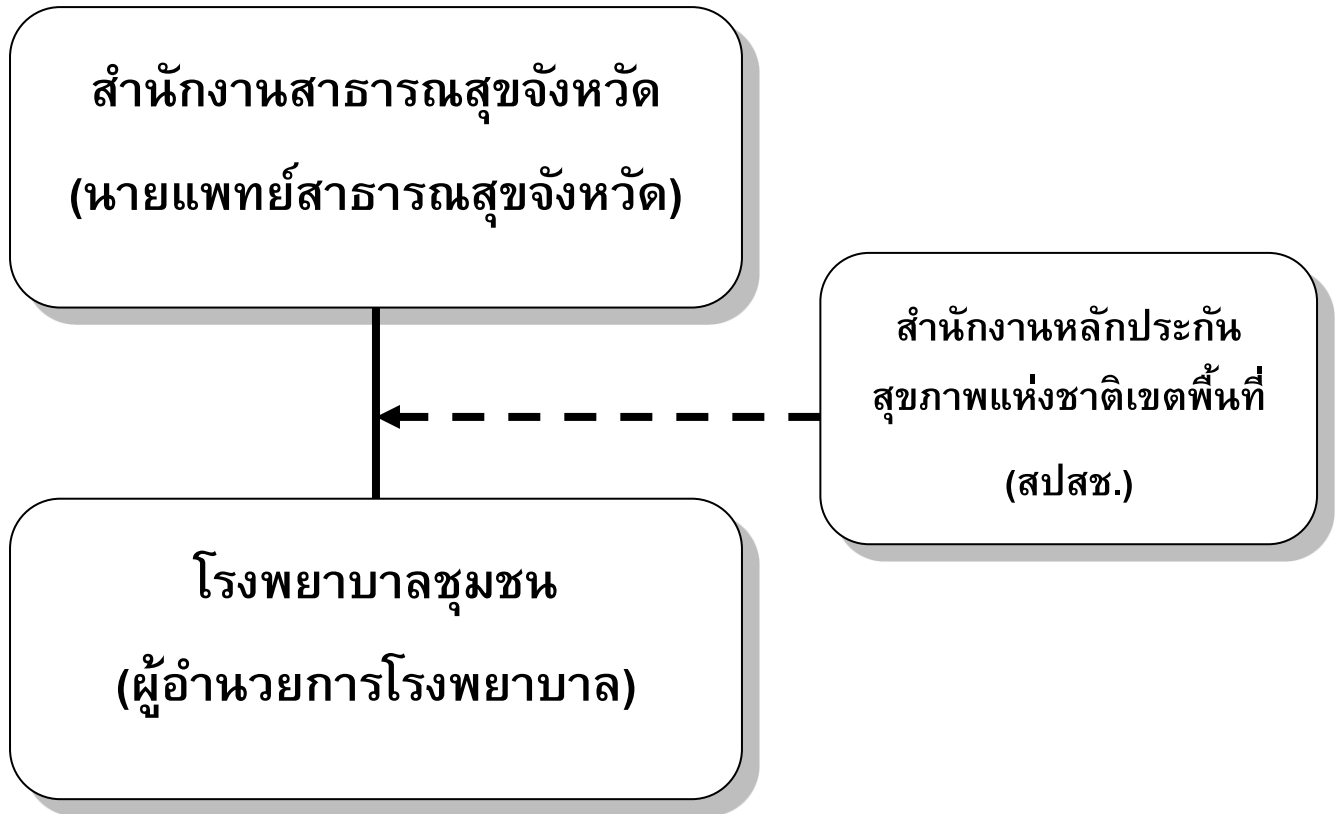 สำนักงานสาธารณสุขจังหวัด
(นายแพทย์สาธารณสุขจังหวัด)
สำนักงานหลักประกัน
สุขภาพแห่งชาติเขตพื้นที่
(สปสช.)
โรงพยาบาลชุมชน
(ผู้อำนวยการโรงพยาบาล)